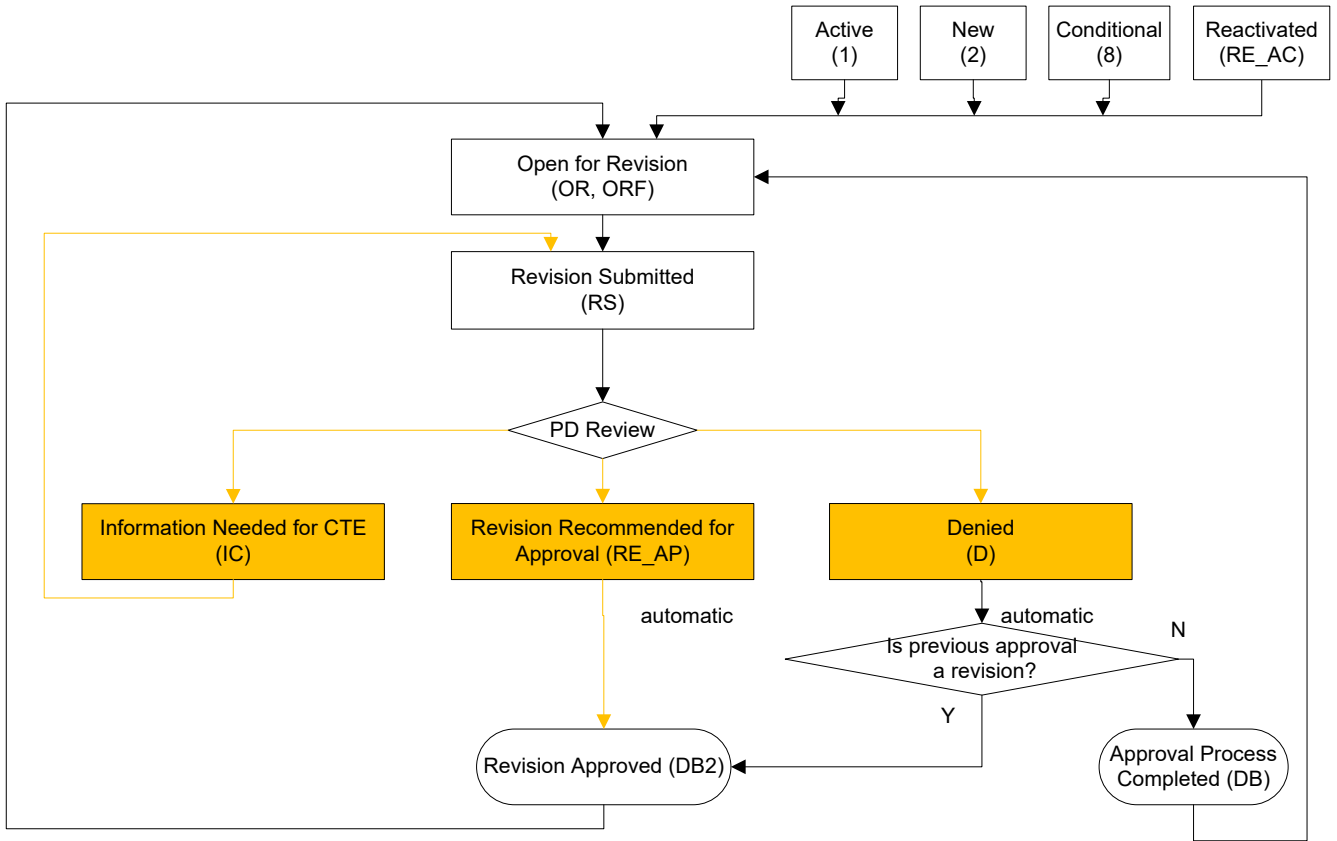 Active
(1)
New
(2)
Conditional
(8)
Reactivated
(RE_AC)
Open for Revision
(OR, ORF)
Revision Submitted
(RS)
PD Review
Information Needed for CTE
(IC)
Revision Recommended for
Approval (RE_AP)
Denied
(D)
automatic
automatic
Is previous approval
a revision?
N
Y
Revision Approved (DB2)
Approval Process
Completed (DB)